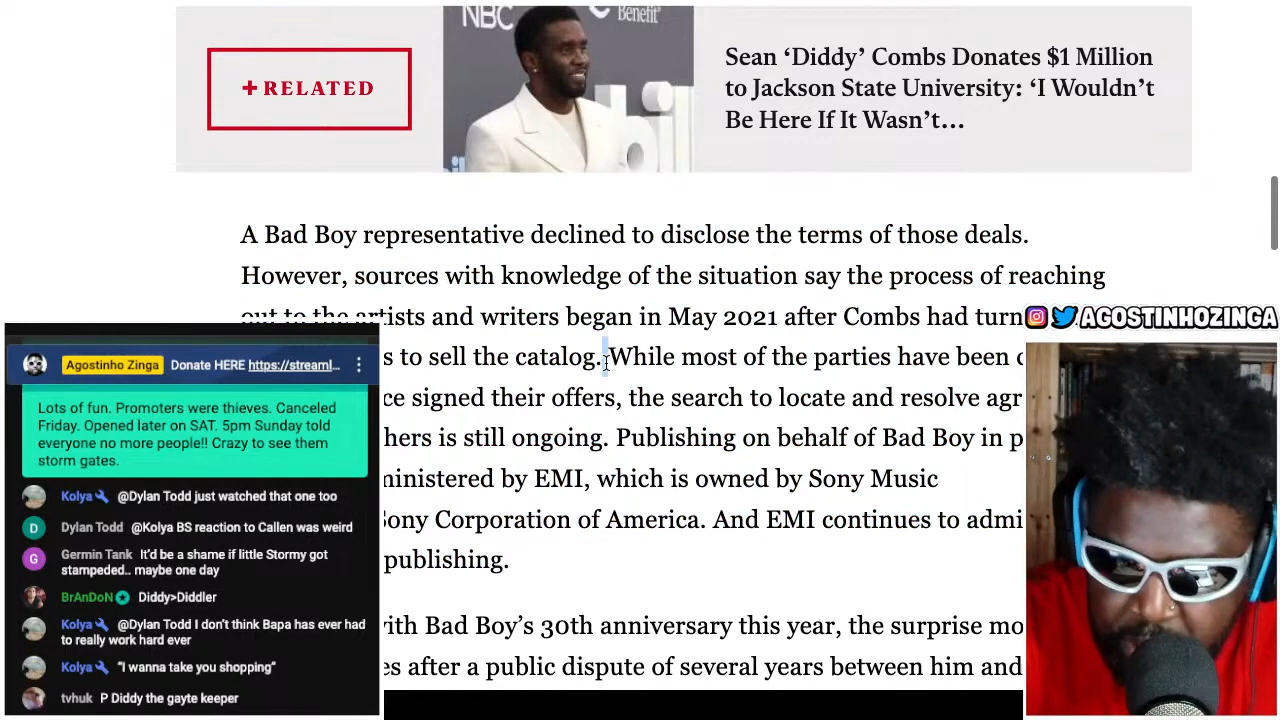 NBC
Benefit
+ RELATED
Sean ‘Diddy’ Combs Donates $1 Million
to Jackson State University: ‘I Wouldn’t
Be Here If It Wasn’t…
A Bad Boy representative declined to disclose the terms of those deals.
However, sources with knowledge of the situation say the process of reaching
out to the artists and writers began in May 2021 after Combs had turn
s to sell the catalog. While most of the parties have been
ce signed their offers, the search to locate and resolve agr
hers is still ongoing. Publishing on behalf of Bad Boy in p
ministered by EMI, which is owned by Sony Music
Sony Corporation of America. And EMI continues to admi
publishing.
with Bad Boy’s 30th anniversary this year, the surprise mo
es after a public dispute of several years between him and
AGOSTINHOZINGA
Agostinho Zinga Donate HERE https://streaml...
Lots of fun. Promoters were thieves. Canceled
Friday. Opened later on SAT. 5pm Sunday told
everyone no more people!! Crazy to see them
storm gates.
Kolya @Dylan Todd just watched that one too
D Dylan Todd @Kolya BS reaction to Callen was weird
G Germin Tank It’d be a shame if little Stormy got
stampeded.. maybe one day
BrAnDoN Diddy>Diddler
Kolya @Dylan Todd I don’t think Bapa has ever had
to really work hard ever
Kolya “I wanna take you shopping”
tvhuk P Diddy the gayte keeper